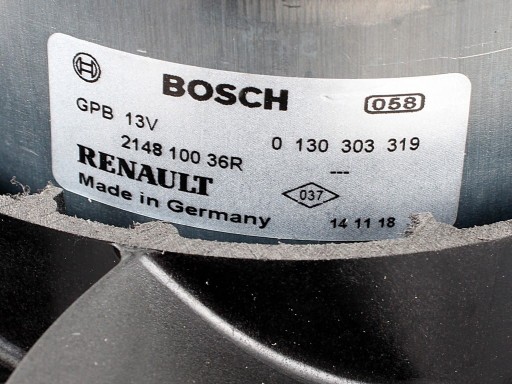 BOSCH 058
GPB 13V
2148 100 36R 0 130 303 319
RENAULT ---
Made in Germany 037 14 11 18